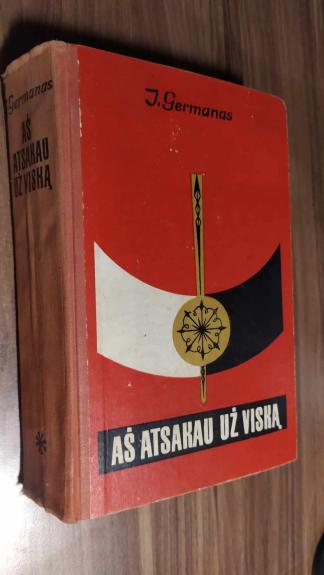 J. Germanas
AŠ ATSAKAU UŽ VISKĄ
Germanas
AŠ
ATSAKAU
UŽ VISKĄ